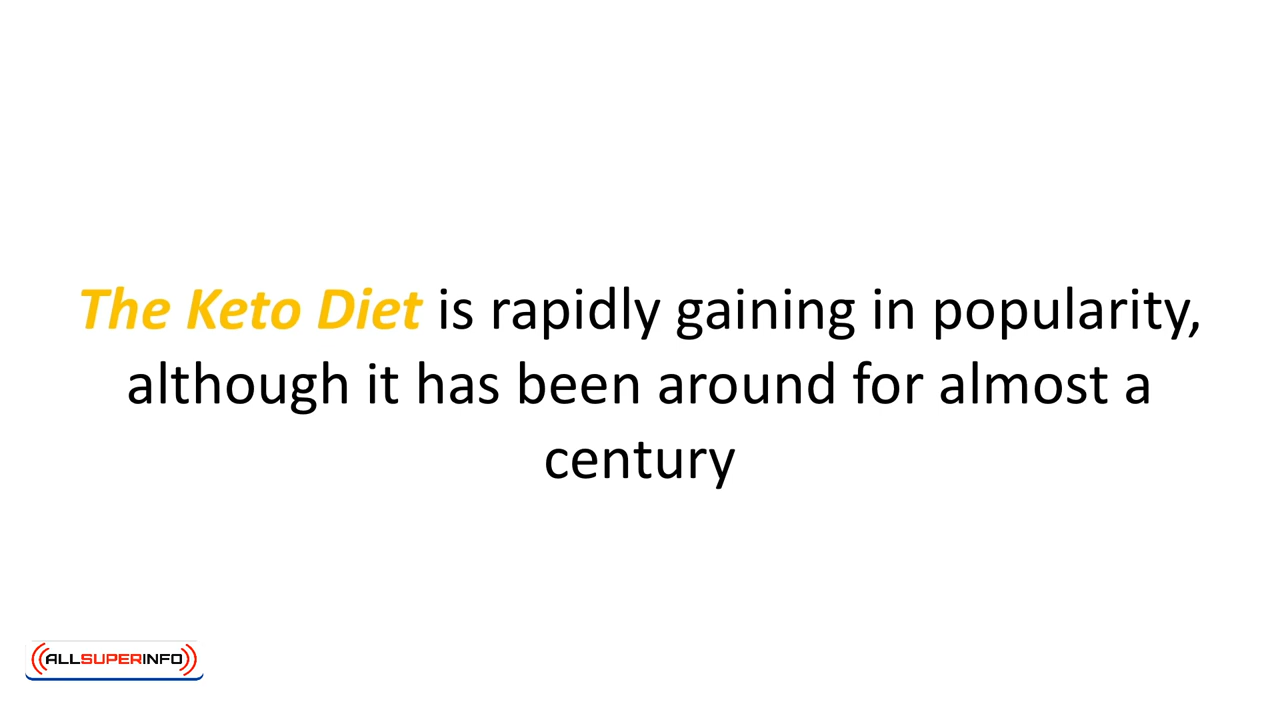 The Keto Diet is rapidly gaining in popularity,
although it has been around for almost a
century
ALLSUPERINFO